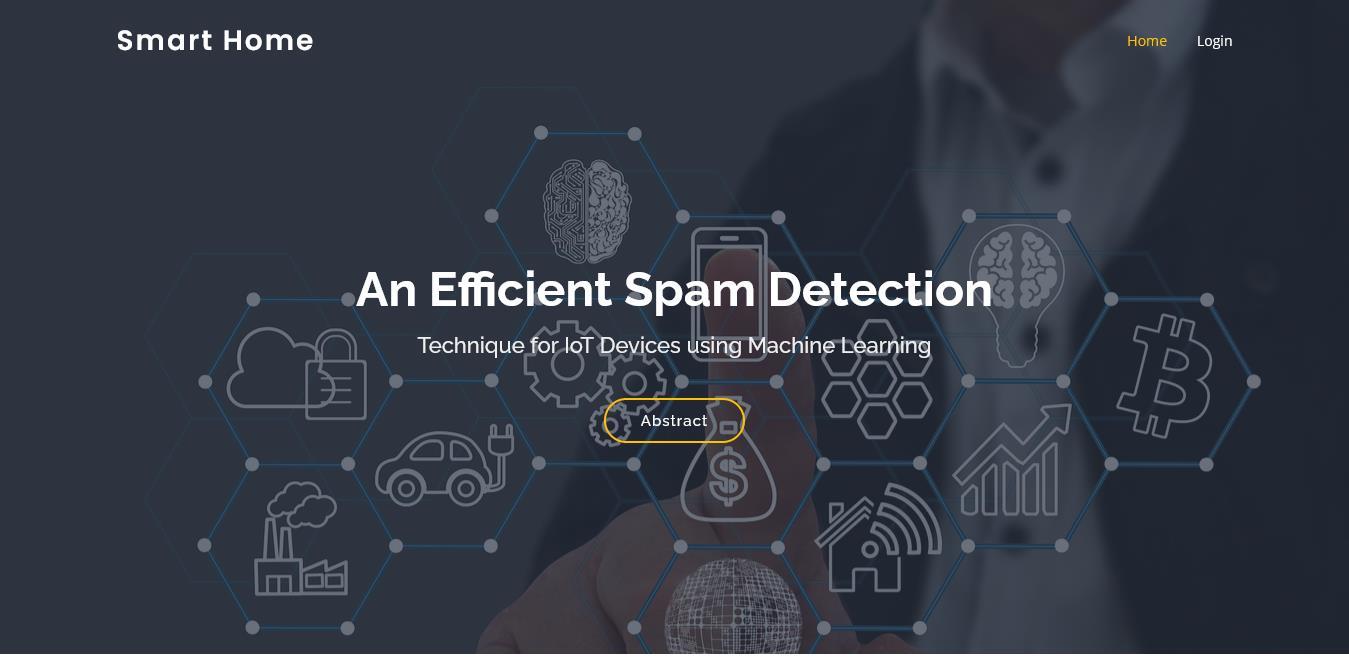 Smart Home
Home Login
An Efficient Spam Detection
Technique for IoT Devices using Machine Learning
Abstract